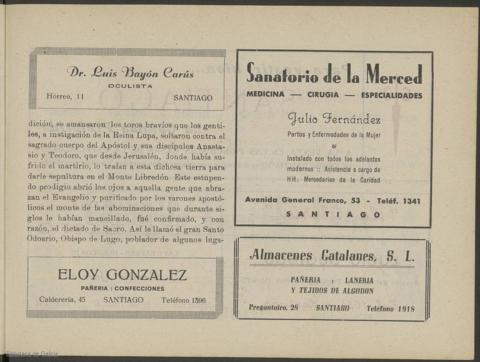 Dr. Luis Bayón Carús
OCULISTA
Hórreo, 11 SANTIAGO
dición, se amansaron los toros bravíos que los genti-
les, a instigación de la Reina Lupa, soltaron contra el
sagrado cuerpo del Apóstol y sus discípulos Anasta-
sio y Teodoro, que desde Jerusalén, donde había su-
frido el martirio, lo traían a esta dichosa tierra para
darle sepultura en el Monte Libredón. Este estupen-
do prodigio abrió los ojos a aquella gente que abra-
zan el Evangelio y purificado por los varones apostó-
licos el monte de las abominaciones que durante si-
glos le habían mancillado, fué confirmado, y con
razón, el dictado de Sacro. Así le llamó el gran Santo
Odoario, Obispo de Lugo, poblador de algunos luga-
ELOY GONZALEZ
PAÑERIA : CONFECCIONES
Calderería, 45 SANTIAGO Teléfono 1396
Sanatorio de la Merced
MEDICINA — CIRUGIA — ESPECIALIDADES
Julio Fernández
Partos y Enfermedades de la Mujer
Instalado con todos los adelantos
modernos :: Asistencia a cargo de
HH. Mercedarias de la Caridad
Avenida General Franco, 53 - Teléf. 1341
SANTIAGO
Almacenes Catalanes, S. L.
PAÑERIA : LANERIA
Y TEJIDOS DE ALGODON
Preguntoiro, 28 SANTIAGO Teléfono 1918